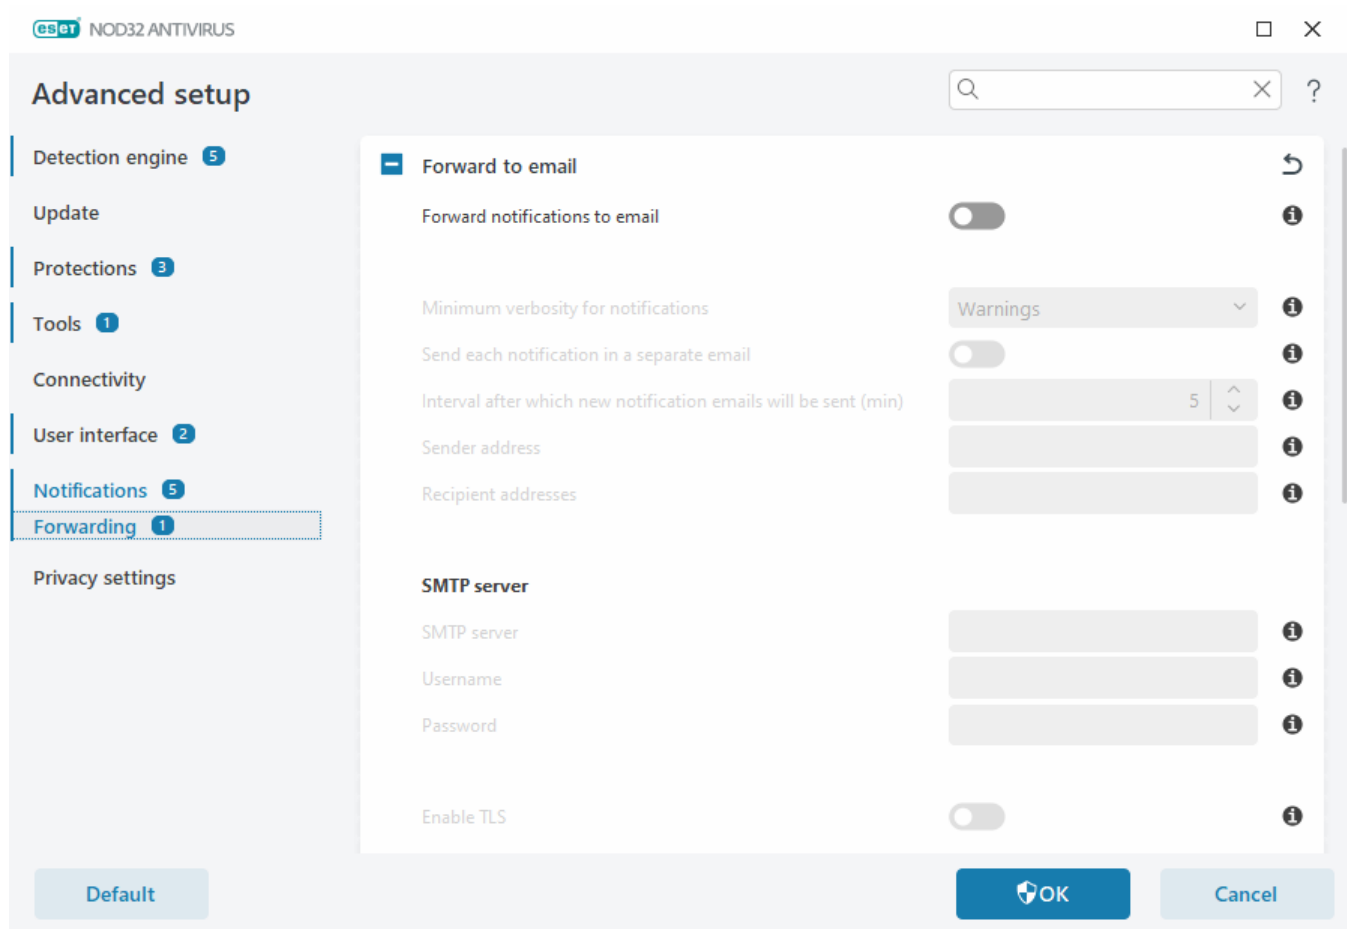 eset NOD32 ANTIVIRUS
Advanced setup
?
Detection engine 5
Update
Protections 3
Tools 1
Connectivity
User interface 2
Notifications 5
Forwarding 1
Privacy settings
Forward to email
Forward notifications to email
Minimum verbosity for notifications Warnings
Send each notification in a separate email
Interval after which new notification emails will be sent (min) 5
Sender address
Recipient addresses
SMTP server
SMTP server
Username
Password
Enable TLS
Default
OK
Cancel